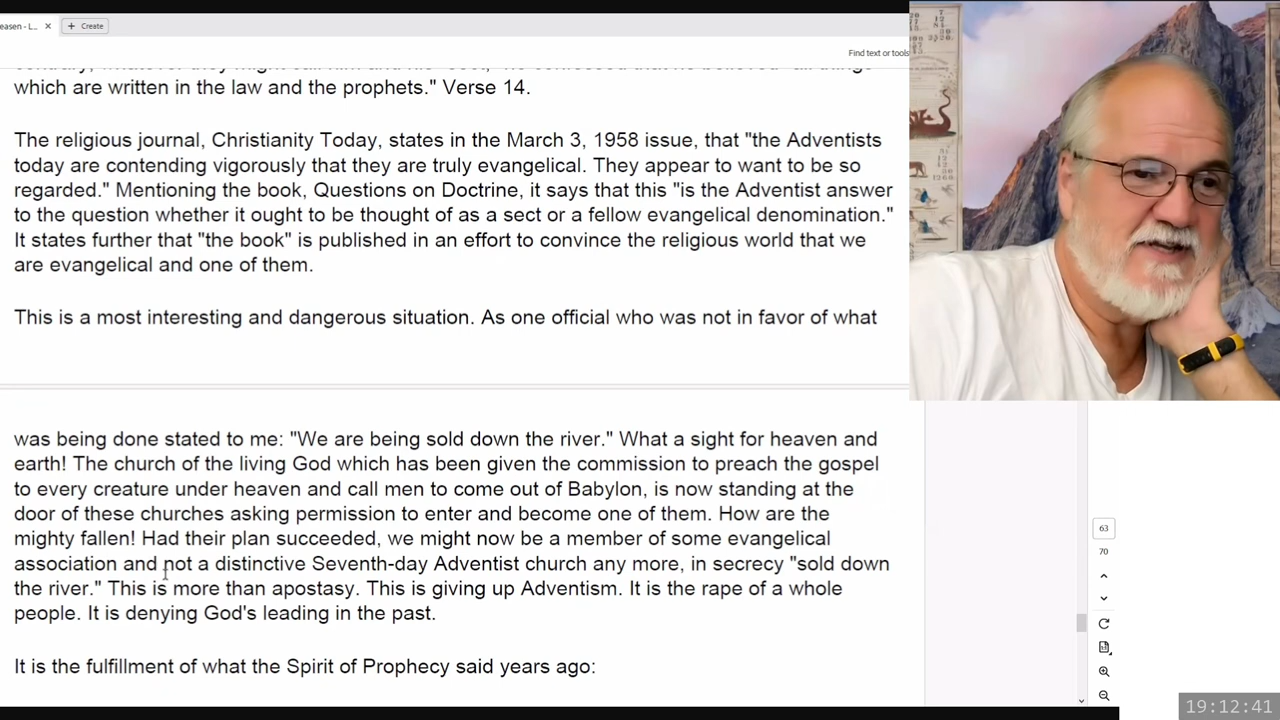 easen - L...
Create
Find text or tools
which are written in the law and the prophets." Verse 14.
The religious journal, Christianity Today, states in the March 3, 1958 issue, that "the Adventists
today are contending vigorously that they are truly evangelical. They appear to want to be so
regarded." Mentioning the book, Questions on Doctrine, it says that this "is the Adventist answer
to the question whether it ought to be thought of as a sect or a fellow evangelical denomination."
It states further that "the book" is published in an effort to convince the religious world that we
are evangelical and one of them.
This is a most interesting and dangerous situation. As one official who was not in favor of what
was being done stated to me: "We are being sold down the river." What a sight for heaven and
earth! The church of the living God which has been given the commission to preach the gospel
to every creature under heaven and call men to come out of Babylon, is now standing at the
door of these churches asking permission to enter and become one of them. How are the
mighty fallen! Had their plan succeeded, we might now be a member of some evangelical
association and not a distinctive Seventh-day Adventist church any more, in secrecy "sold down
the river." This is more than apostasy. This is giving up Adventism. It is the rape of a whole
people. It is denying God's leading in the past.
It is the fulfillment of what the Spirit of Prophecy said years ago:
63
70
19:12:41